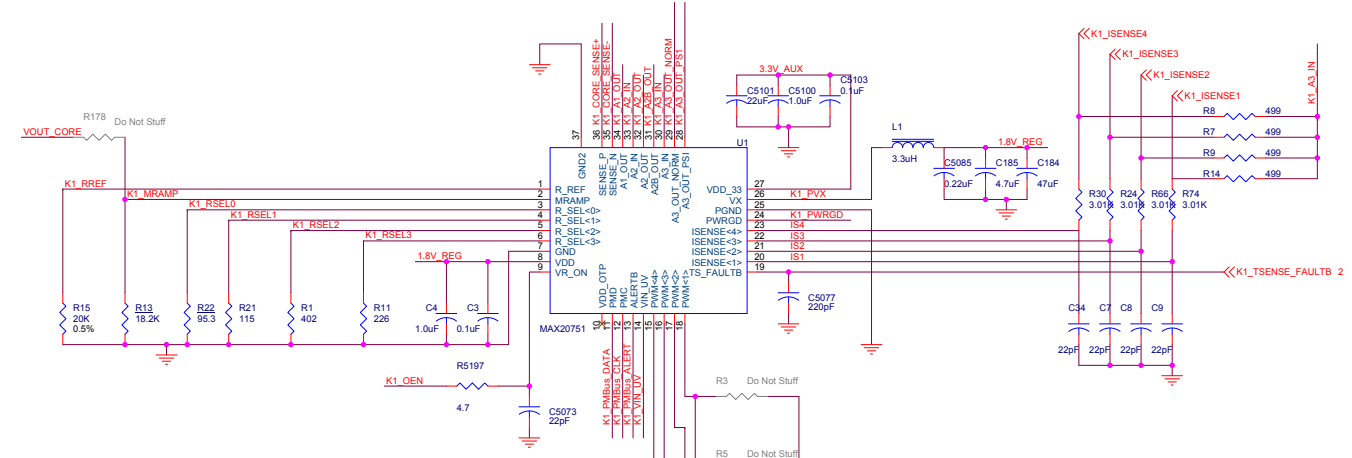 K1_ISENSE4
K1_ISENSE3
K1_ISENSE2
K1_ISENSE1
K1_A3_IN
R8 499
R7 499
R9 499
R14 499
R30 3.01K
R24 3.01K
R66 3.01K
R74 3.01K
3.3V_AUX
C5101 22uF
C5100 1.0uF
C5103 0.1uF
L1
3.3uH
1.8V_REG
C5085 0.22uF
C185 4.7uF
C184 47uF
R178 Do Not Stuff
VOUT_CORE
37
36 K1_CORE_SENSE+
35 K1_CORE_SENSE-
34 K1_A1_OUT
33 K1_A2_IN
32 K1_A2_OUT
31 K1_A2B_OUT
30 K1_A3_IN
29 K1_A3_OUT_NORM
28 K1_A3_OUT_PS1
U1
GND2
SENSE_P
SENSE_N
A1_OUT
A2_IN
A2_OUT
A2B_OUT
A3_IN
A3_OUT_NORM
A3_OUT_PSI
K1_RREF 1 R_REF
K1_MRAMP 2 MRAMP
K1_RSEL0 3 R_SEL<0>
K1_RSEL1 4 R_SEL<1>
K1_RSEL2 5 R_SEL<2>
K1_RSEL3 6 R_SEL<3>
7 GND
1.8V_REG 8 VDD
9 VR_ON
VDD_33 27
VX 26 K1_PVX
PGND 25
PWRGD 24 K1_PWRGD
ISENSE<4> 23 IS4
ISENSE<3> 22 IS3
ISENSE<2> 21 IS2
ISENSE<1> 20 IS1
TS_FAULTB 19
K1_TSENSE_FAULTB 2
VDD_OTP
PMD
PMC
ALERTB
VIN_UV
PWM<4>
PWM<3>
PWM<2>
PWM<1>
MAX20751
10
11
12
13
14
15
16
17
18
R15
20K
0.5%
R13
18.2K
R22
95.3
R21
115
R1
402
R11
226
C4
1.0uF
C3
0.1uF
C5077
220pF
C34 22pF
C7 22pF
C8 22pF
C9 22pF
K1_OEN
R5197
4.7
C5073
22pF
K1_PMBus_DATA
K1_PMBus_CLK
K1_PMBus_ALERT
K1_VIN_UV
R3 Do Not Stuff
R5 Do Not Stuff